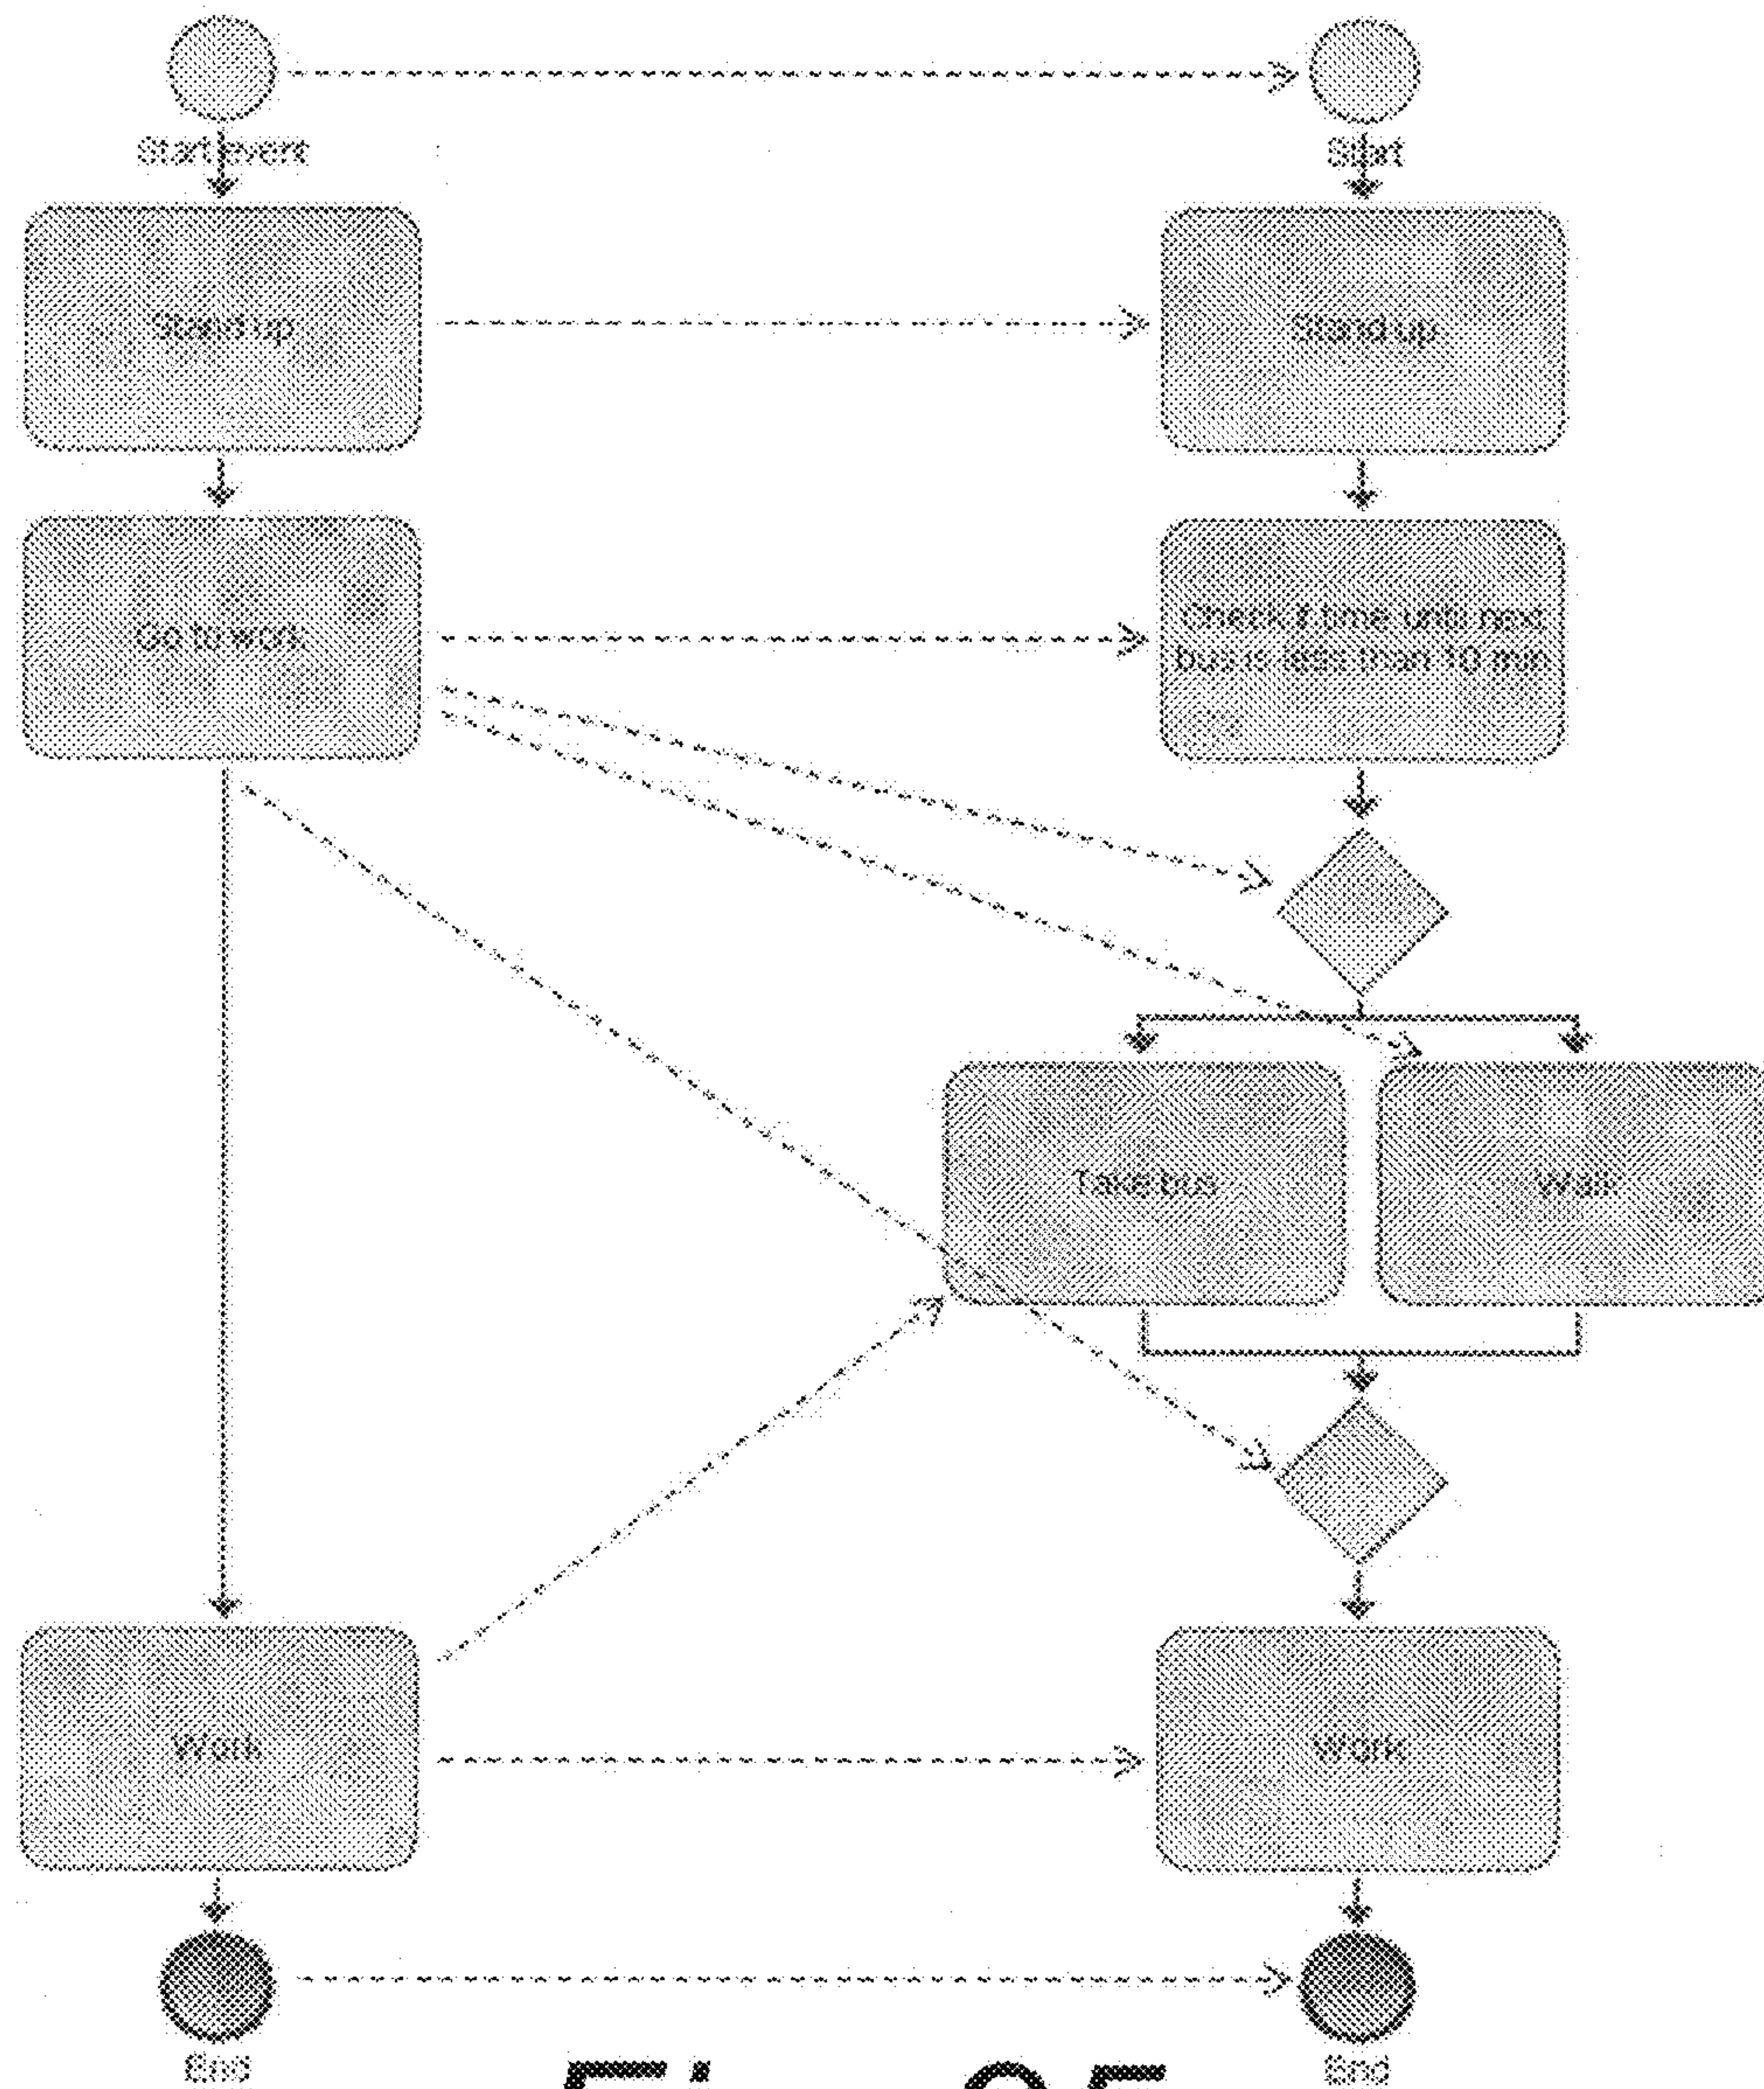 Start event
Start
Stand up
Stand up
Go to work
Check if time until next
bus is less than 10 min
Take bus
Walk
Work
Work
End
End